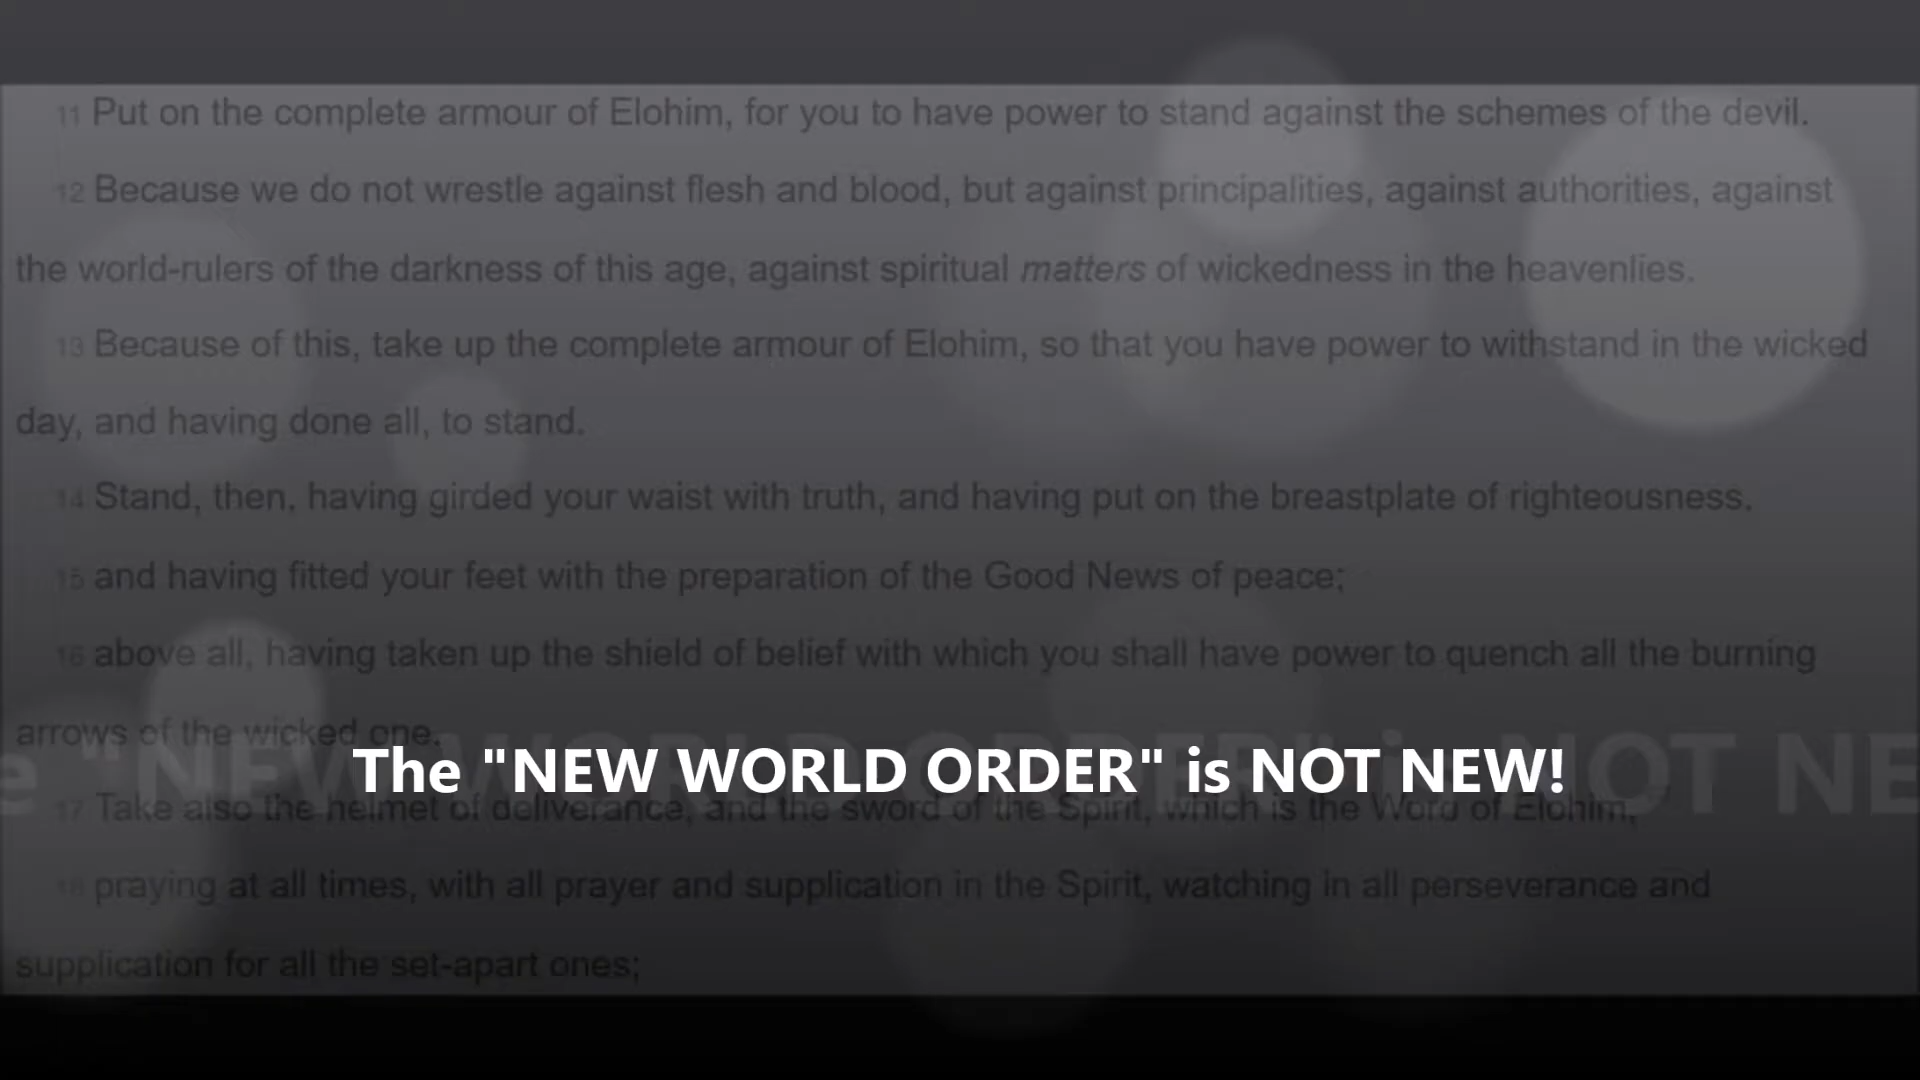 11 Put on the complete armour of Elohim, for you to have power to stand against the schemes of the devil.
12 Because we do not wrestle against flesh and blood, but against principalities, against authorities, against
the world-rulers of the darkness of this age, against spiritual matters of wickedness in the heavenlies.
13 Because of this, take up the complete armour of Elohim, so that you have power to withstand in the wicked
day, and having done all, to stand.
14 Stand, then, having girded your waist with truth, and having put on the breastplate of righteousness.
15 and having fitted your feet with the preparation of the Good News of peace;
16 above all, having taken up the shield of belief with which you shall have power to quench all the burning
arrows of the wicked one.
The "NEW WORLD ORDER" is NOT NEW!
e "NEW WORLD ORDER" is NOT NE
17 Take also the helmet of deliverance, and the sword of the Spirit, which is the Word of Elohim,
18 praying at all times, with all prayer and supplication in the Spirit, watching in all perseverance and
supplication for all the set-apart ones;